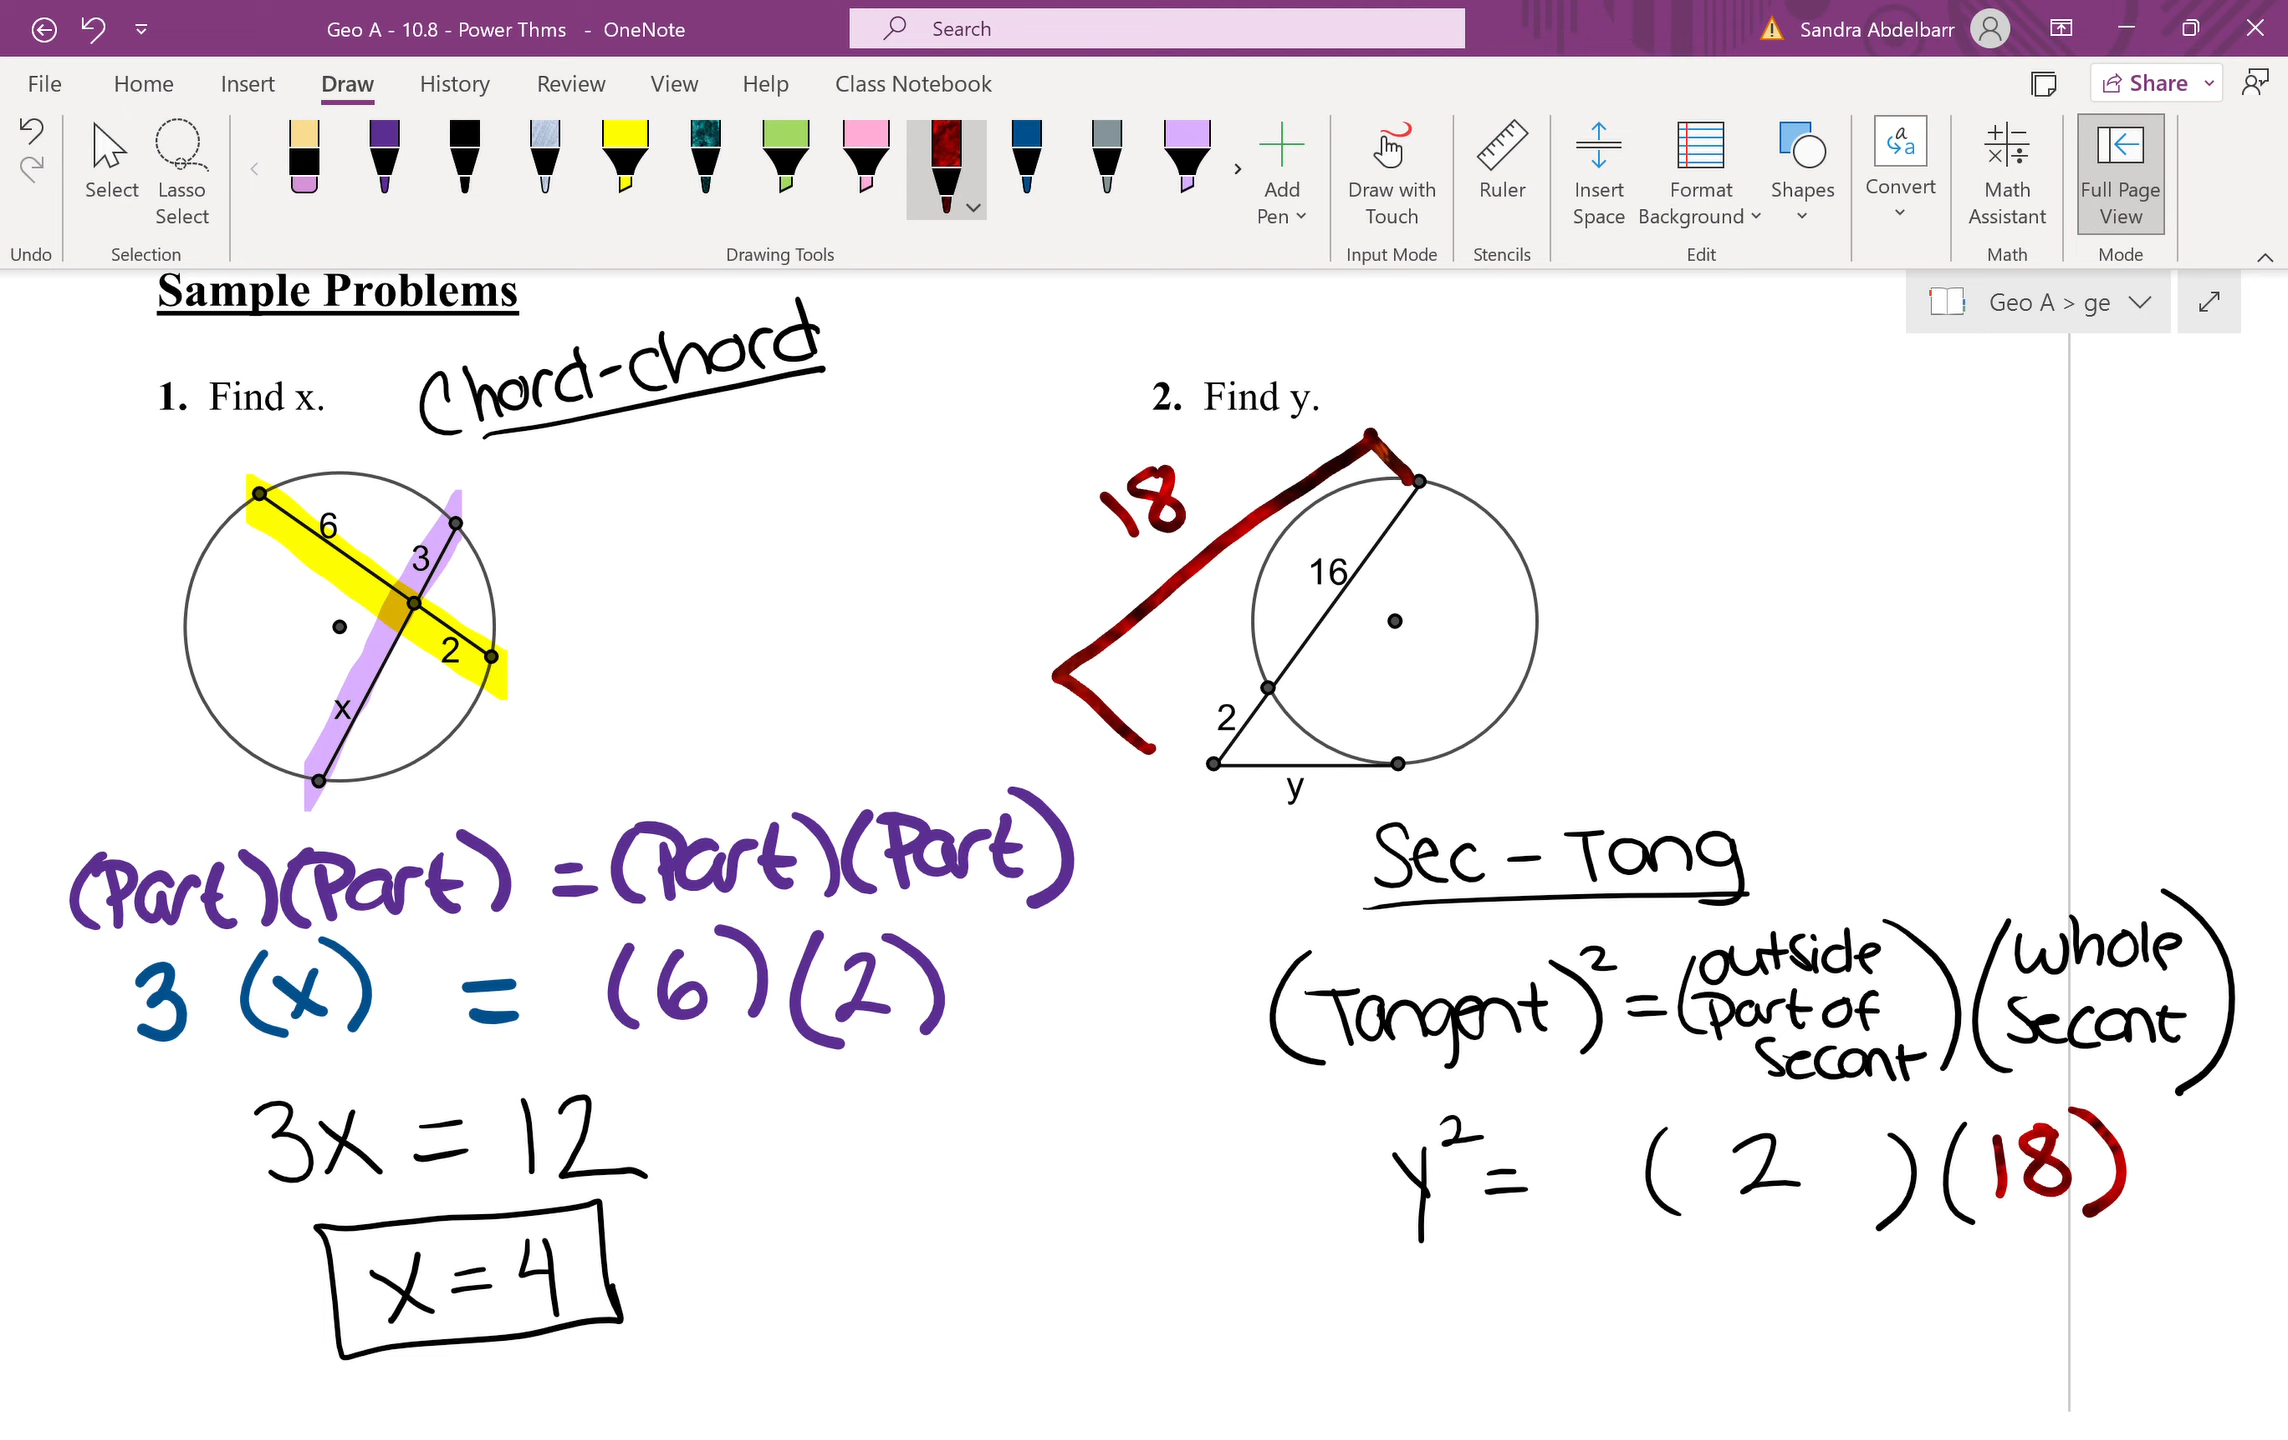 Geo A - 10.8 - Power Thms - OneNote
Search
Sandra Abdelbarr
File Home Insert Draw History Review View Help Class Notebook
Share
Select
Lasso Select
Add Pen
Draw with Touch
Ruler
Insert Space
Format Background
Shapes
Convert
Math Assistant
Full Page View
Undo Selection Drawing Tools Input Mode Stencils Edit Math Mode
Geo A > ge
Sample Problems
Chord-chord
1. Find x.
6
3
2
x
(Part)(Part) = (Part)(Part)
3 (x) = (6)(2)
3x = 12
x = 4
2. Find y.
18
16
2
y
Sec - Tang
(Tangent)² = (outside Part of Secant)(whole Secant)
y² = ( 2 )(18)